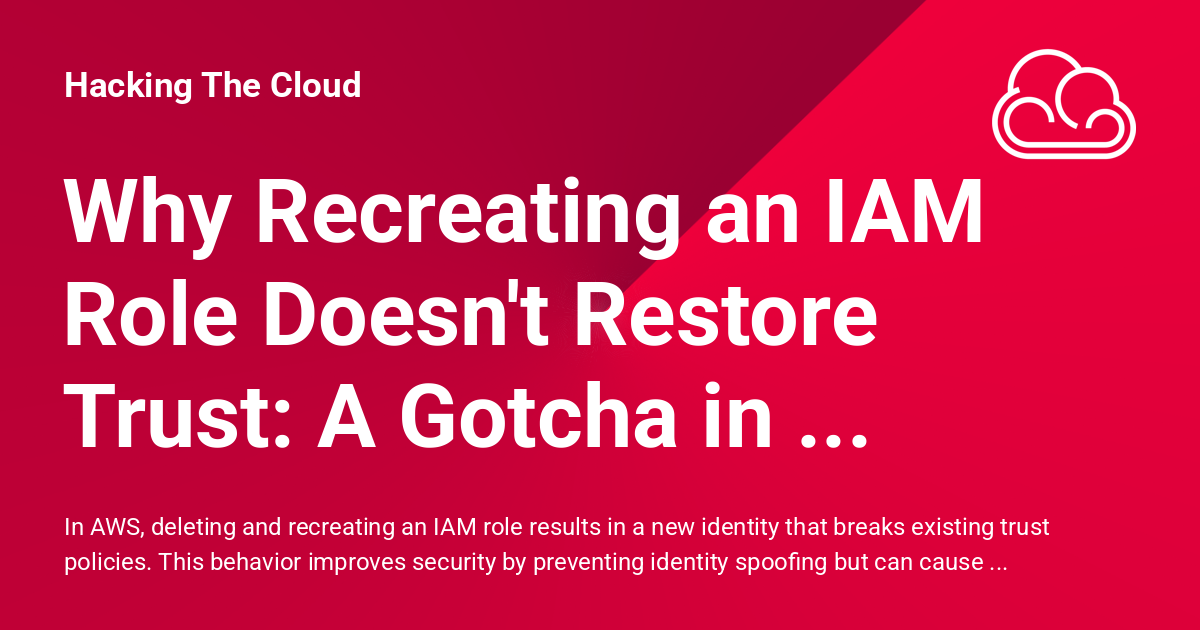 Hacking The Cloud
Why Recreating an IAM
Role Doesn't Restore
Trust: A Gotcha in ...
In AWS, deleting and recreating an IAM role results in a new identity that breaks existing trust
policies. This behavior improves security by preventing identity spoofing but can cause ...